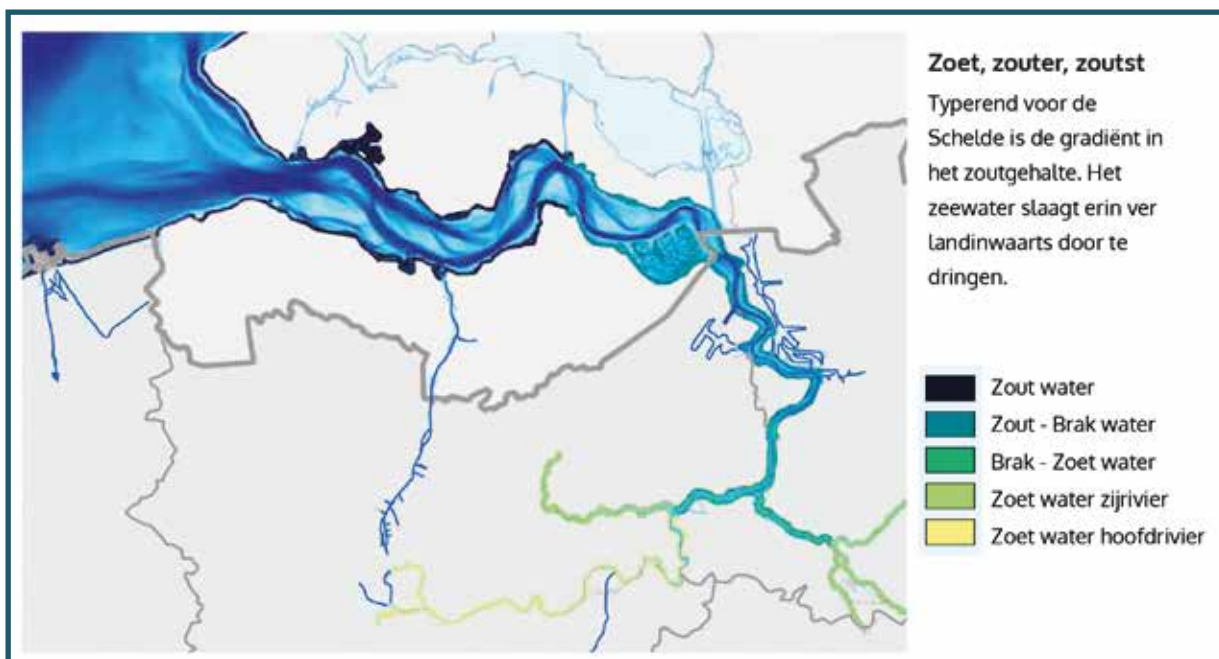 Zoet, zouter, zoutst
Typerend voor de
Schelde is de gradiënt in
het zoutgehalte. Het
zeewater slaagt erin ver
landinwaarts door te
dringen.
Zout water
Zout - Brak water
Brak - Zoet water
Zoet water zijrivier
Zoet water hoofdrivier